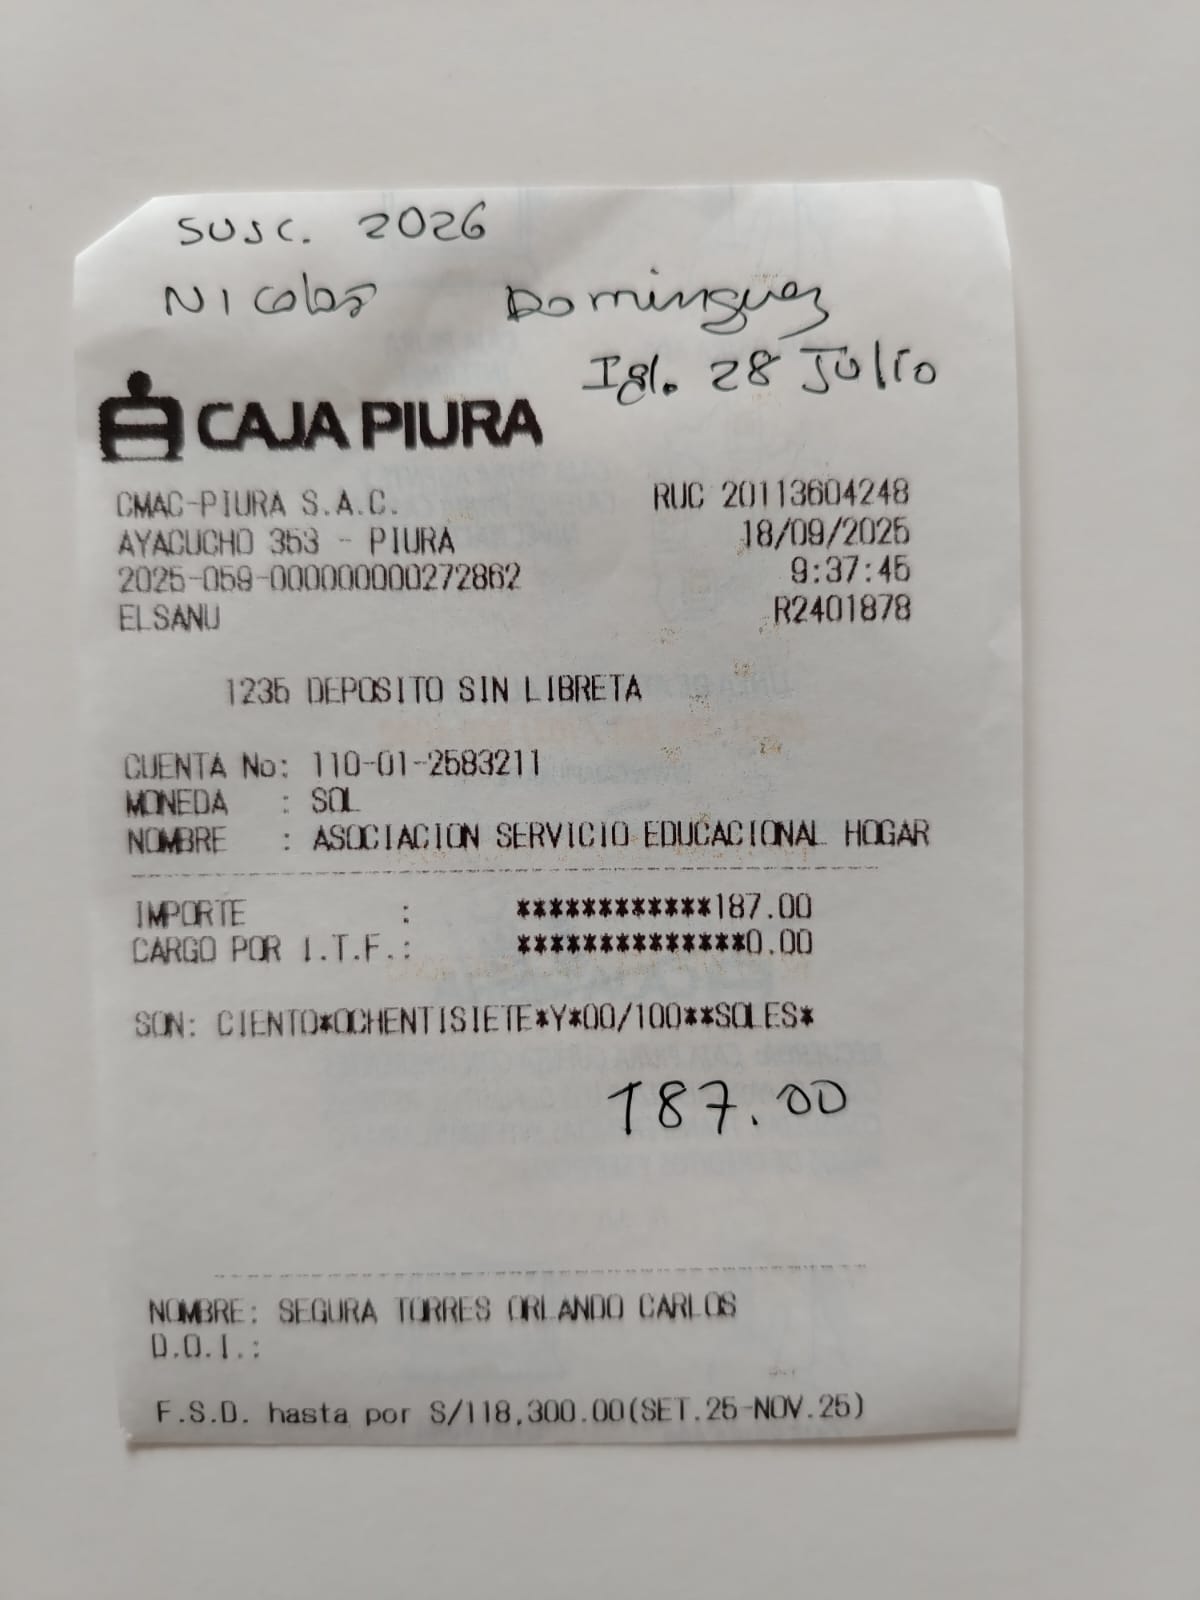 SUSC. 2026
Nicolas Dominguez
Igl. 28 Julio
CAJA PIURA
CMAC-PIURA S.A.C. RUC 20113604248
AYACUCHO 353 - PIURA 18/09/2025
2025-059-000000000272862 9:37:45
ELSANU R2401878
1235 DEPOSITO SIN LIBRETA
CUENTA No: 110-01-2583211
MONEDA : SOL
NOMBRE : ASOCIACION SERVICIO EDUCACIONAL HOGAR
IMPORTE : ************187.00
CARGO POR I.T.F.: **************0.00
SON: CIENTO*OCHENTISIETE*Y*00/100**SOLES*
187.00
NOMBRE: SEGURA TORRES ORLANDO CARLOS
D.O.I.:
F.S.D. hasta por S/118,300.00(SET.25-NOV.25)